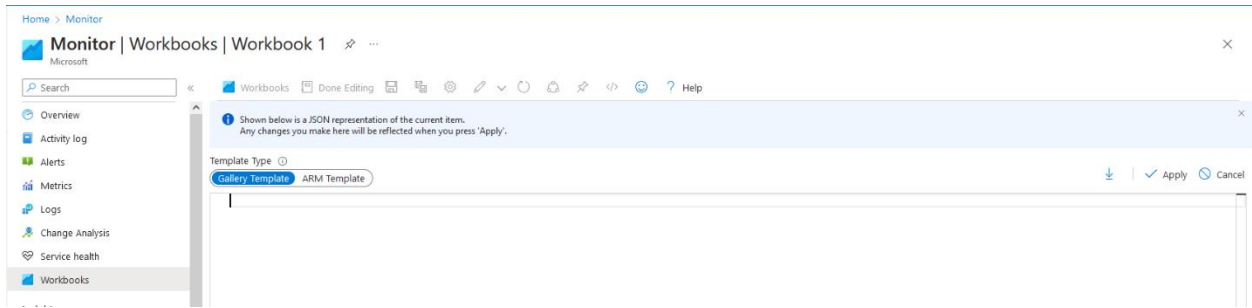 Home > Monitor
Monitor | Workbooks | Workbook 1
Microsoft
Search
Workbooks Done Editing Help
Overview
Activity log
Alerts
Metrics
Logs
Change Analysis
Service health
Workbooks
Shown below is a JSON representation of the current item.
Any changes you make here will be reflected when you press 'Apply'.
Template Type
Gallery Template ARM Template
Apply Cancel